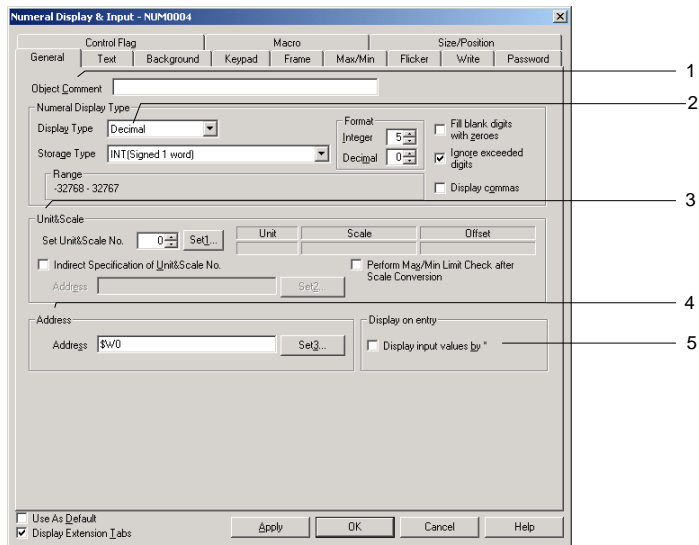 Numeral Display & Input - NUM0004
Control Flag Macro Size/Position
General Text Background Keypad Frame Max/Min Flicker Write Password
1
Object Comment
Numeral Display Type
2
Display Type Decimal
Format
Integer 5
Fill blank digits
with zeroes
Storage Type INT(Signed 1 word)
Decimal 0
Ignore exceeded
digits
Range
-32768 - 32767
Display commas
3
Unit&Scale
Set Unit&Scale No. 0 Set1... Unit Scale Offset
Indirect Specification of Unit&Scale No.
Perform Max/Min Limit Check after
Scale Conversion
Address Set2...
4
Address
Display on entry
Address $W0 Set3...
Display input values by *
5
Use As Default
Display Extension Tabs
Apply OK Cancel Help